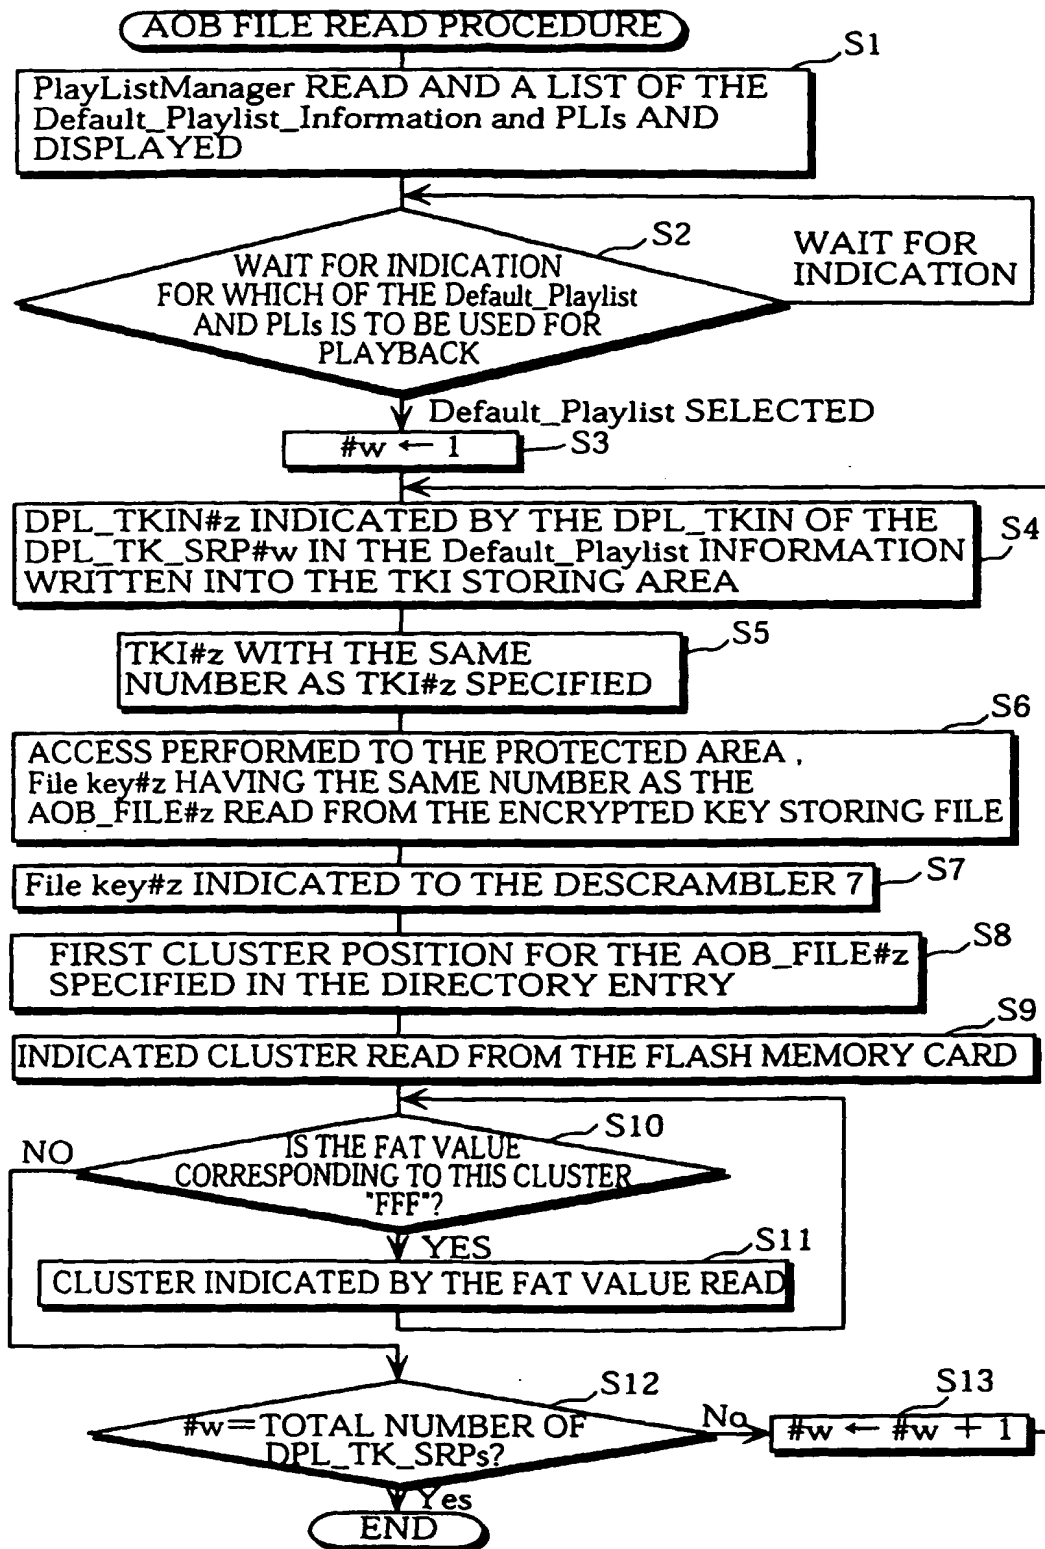 AOB FILE READ PROCEDURE
S1
PlayListManager READ AND A LIST OF THE
Default_Playlist_Information and PLIs AND
DISPLAYED
S2
WAIT FOR INDICATION
FOR WHICH OF THE Default_Playlist
AND PLIs IS TO BE USED FOR
PLAYBACK
WAIT FOR
INDICATION
Default_Playlist SELECTED
#w ← 1
S3
DPL_TKIN#z INDICATED BY THE DPL_TKIN OF THE
DPL_TK_SRP#w IN THE Default_Playlist INFORMATION
WRITTEN INTO THE TKI STORING AREA
S4
S5
TKI#z WITH THE SAME
NUMBER AS TKI#z SPECIFIED
S6
ACCESS PERFORMED TO THE PROTECTED AREA ,
File key#z HAVING THE SAME NUMBER AS THE
AOB_FILE#z READ FROM THE ENCRYPTED KEY STORING FILE
File key#z INDICATED TO THE DESCRAMBLER 7
S7
FIRST CLUSTER POSITION FOR THE AOB_FILE#z
SPECIFIED IN THE DIRECTORY ENTRY
S8
S9
INDICATED CLUSTER READ FROM THE FLASH MEMORY CARD
S10
NO
IS THE FAT VALUE
CORRESPONDING TO THIS CLUSTER
"FFF"?
YES
S11
CLUSTER INDICATED BY THE FAT VALUE READ
S12
#w=TOTAL NUMBER OF
DPL_TK_SRPs?
No
S13
#w ← #w + 1
Yes
END